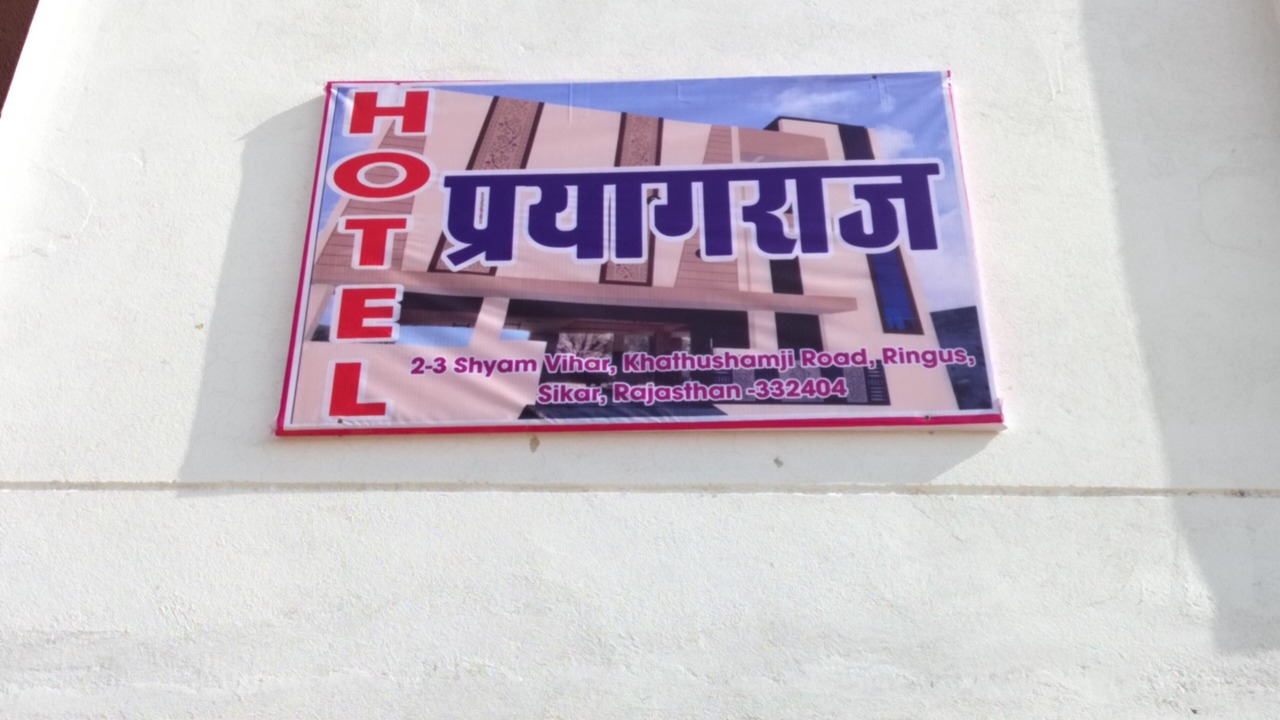 HOTEL
प्रयागराज
2-3 Shyam Vihar, Khathushamji Road, Ringus,
Sikar, Rajasthan -332404